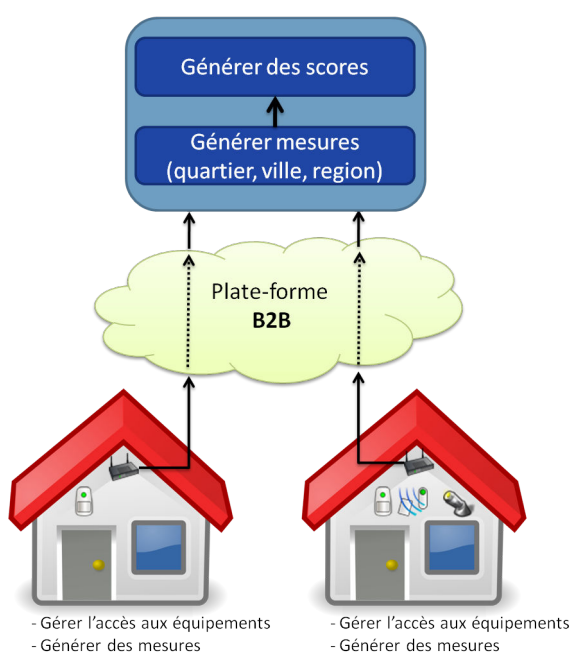 Générer des scores
Générer mesures
(quartier, ville, region)
Plate-forme
B2B
- Gérer l'accès aux équipements
- Générer des mesures
- Gérer l'accès aux équipements
- Générer des mesures